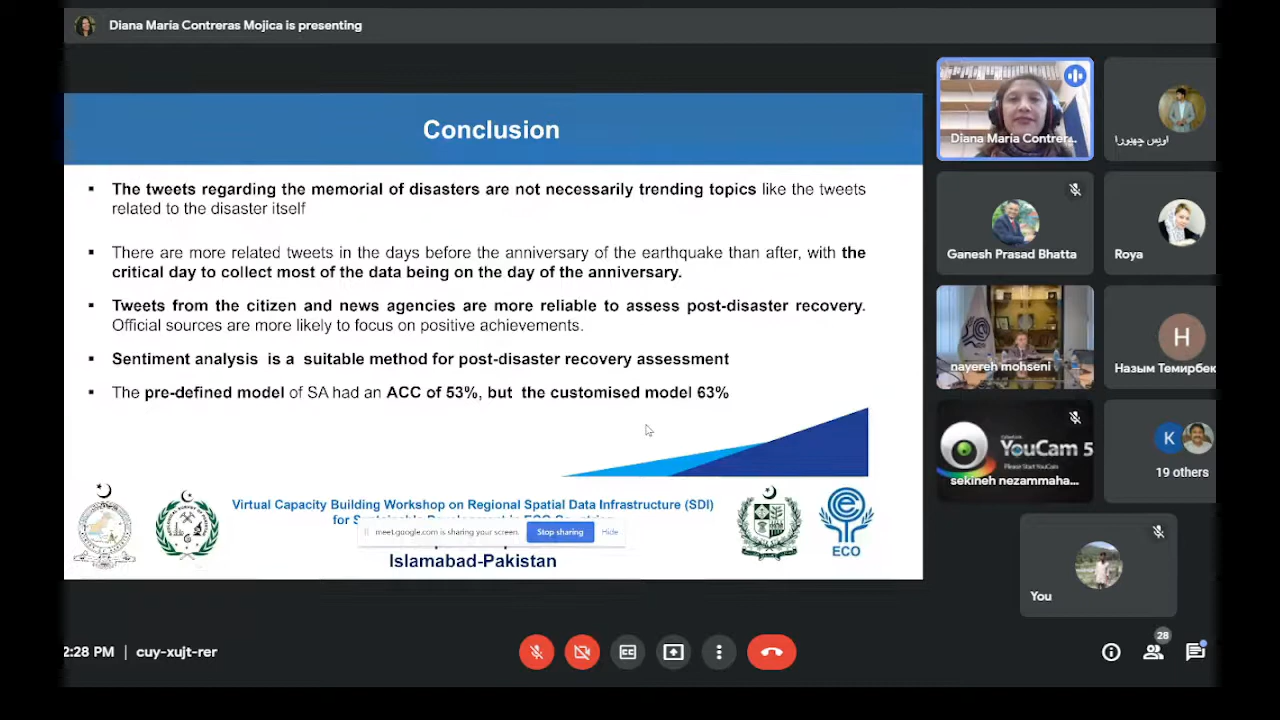 Diana María Contreras Mojica is presenting
Conclusion
▪ The tweets regarding the memorial of disasters are not necessarily trending topics like the tweets
related to the disaster itself
▪ There are more related tweets in the days before the anniversary of the earthquake than after, with the
critical day to collect most of the data being on the day of the anniversary.
▪ Tweets from the citizen and news agencies are more reliable to assess post-disaster recovery.
Official sources are more likely to focus on positive achievements.
▪ Sentiment analysis is a suitable method for post-disaster recovery assessment
▪ The pre-defined model of SA had an ACC of 53%, but the customised model 63%
Virtual Capacity Building Workshop on Regional Spatial Data Infrastructure (SDI)
meet.google.com is sharing your screen. Stop sharing Hide
Islamabad-Pakistan
ECO
Diana María Contrer...
اویس چہورا
Ganesh Prasad Bhatta
Roya
nayereh mohseni
H
Назым Темирбек
YouCam 5
Please Start YouCam
sekineh nezammaha...
K
19 others
You
2:28 PM | cuy-xujt-rer
28